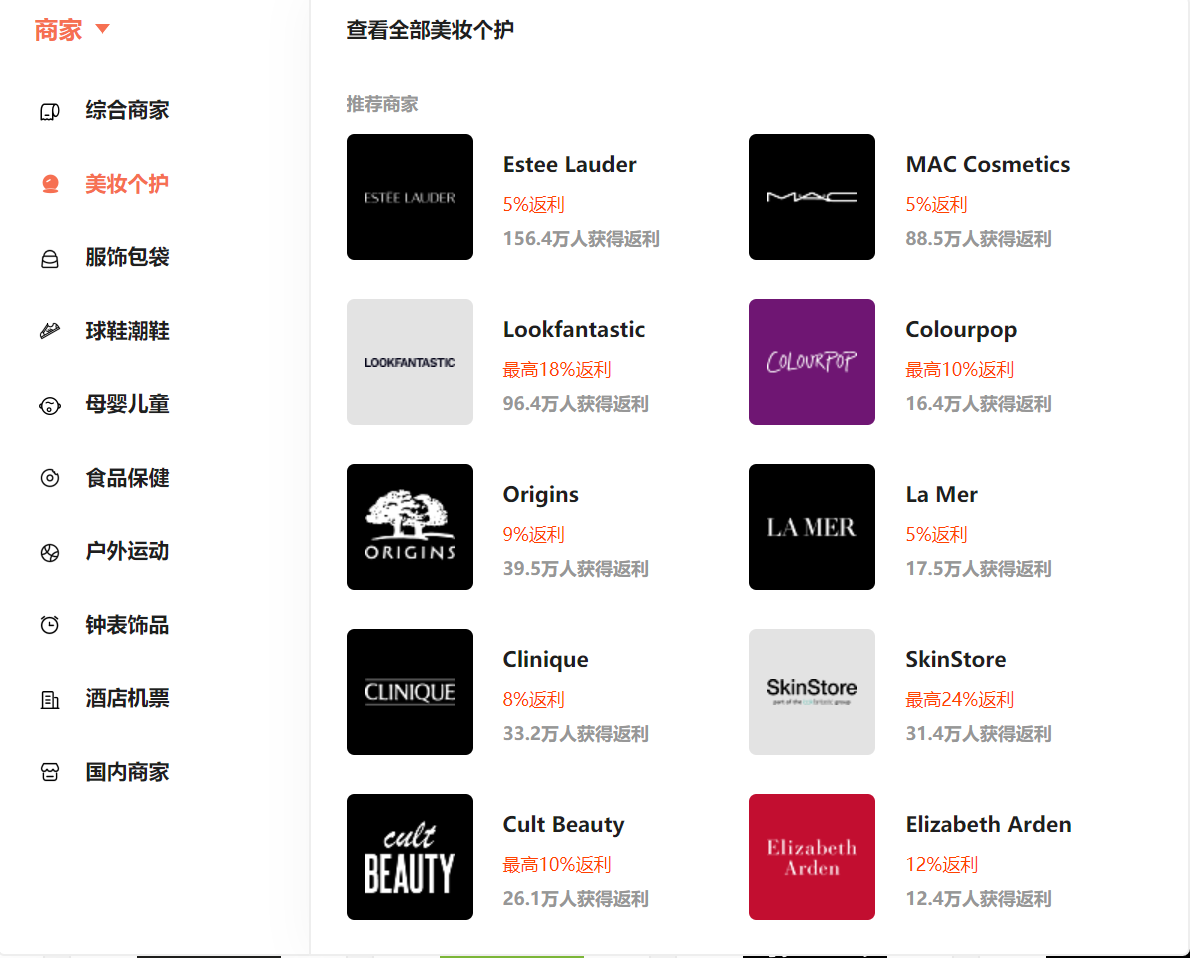 商家
综合商家
美妆个护
服饰包袋
球鞋潮鞋
母婴儿童
食品保健
户外运动
钟表饰品
酒店机票
国内商家
查看全部美妆个护
推荐商家
ESTĒE LAUDER
Estee Lauder
5%返利
156.4万人获得返利
MAC
MAC Cosmetics
5%返利
88.5万人获得返利
LOOKFANTASTIC
Lookfantastic
最高18%返利
96.4万人获得返利
COLOURPOP
Colourpop
最高10%返利
16.4万人获得返利
ORIGINS
Origins
9%返利
39.5万人获得返利
LA MER
La Mer
5%返利
17.5万人获得返利
CLINIQUE
Clinique
8%返利
33.2万人获得返利
SkinStore
part of the group
SkinStore
最高24%返利
31.4万人获得返利
cult
BEAUTY
Cult Beauty
最高10%返利
26.1万人获得返利
Elizabeth
Arden
Elizabeth Arden
12%返利
12.4万人获得返利